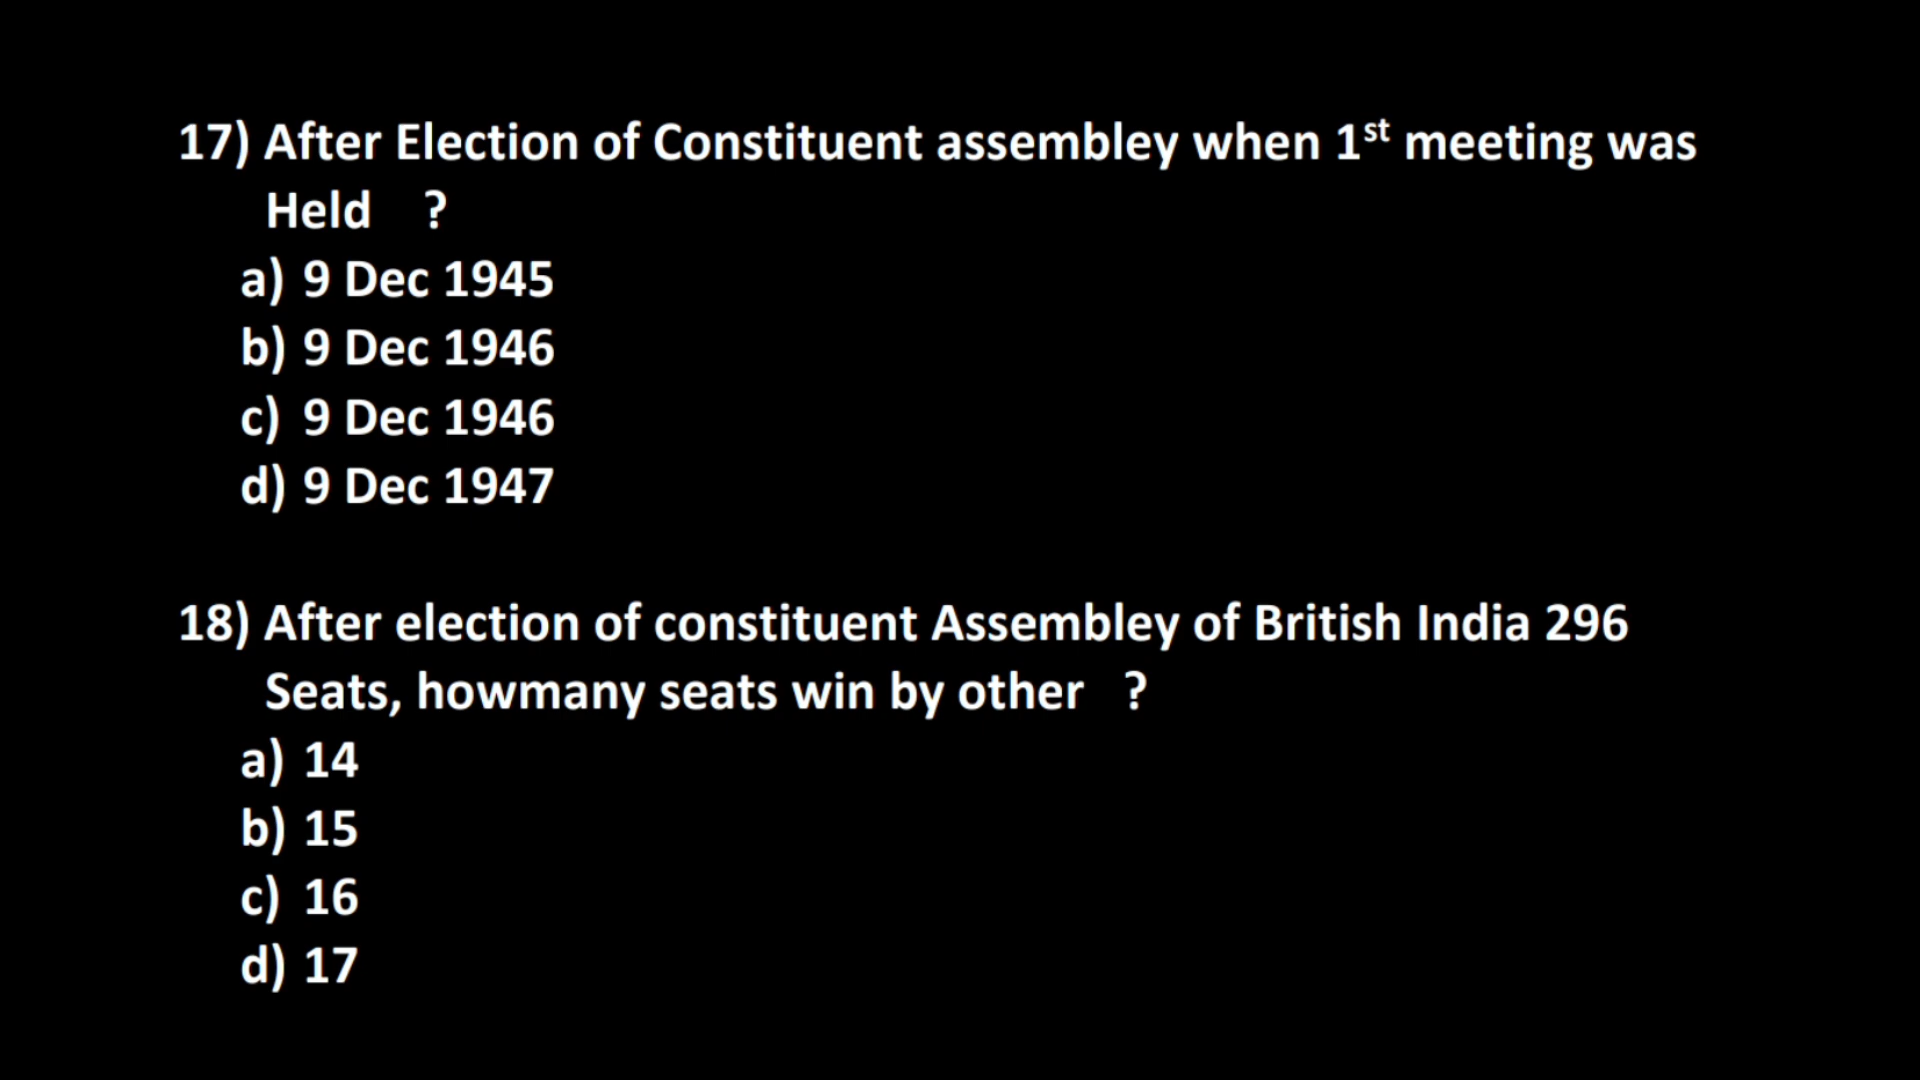 17) After Election of Constituent assembley when 1st meeting was
Held ?
a) 9 Dec 1945
b) 9 Dec 1946
c) 9 Dec 1946
d) 9 Dec 1947
18) After election of constituent Assembley of British India 296
Seats, howmany seats win by other ?
a) 14
b) 15
c) 16
d) 17